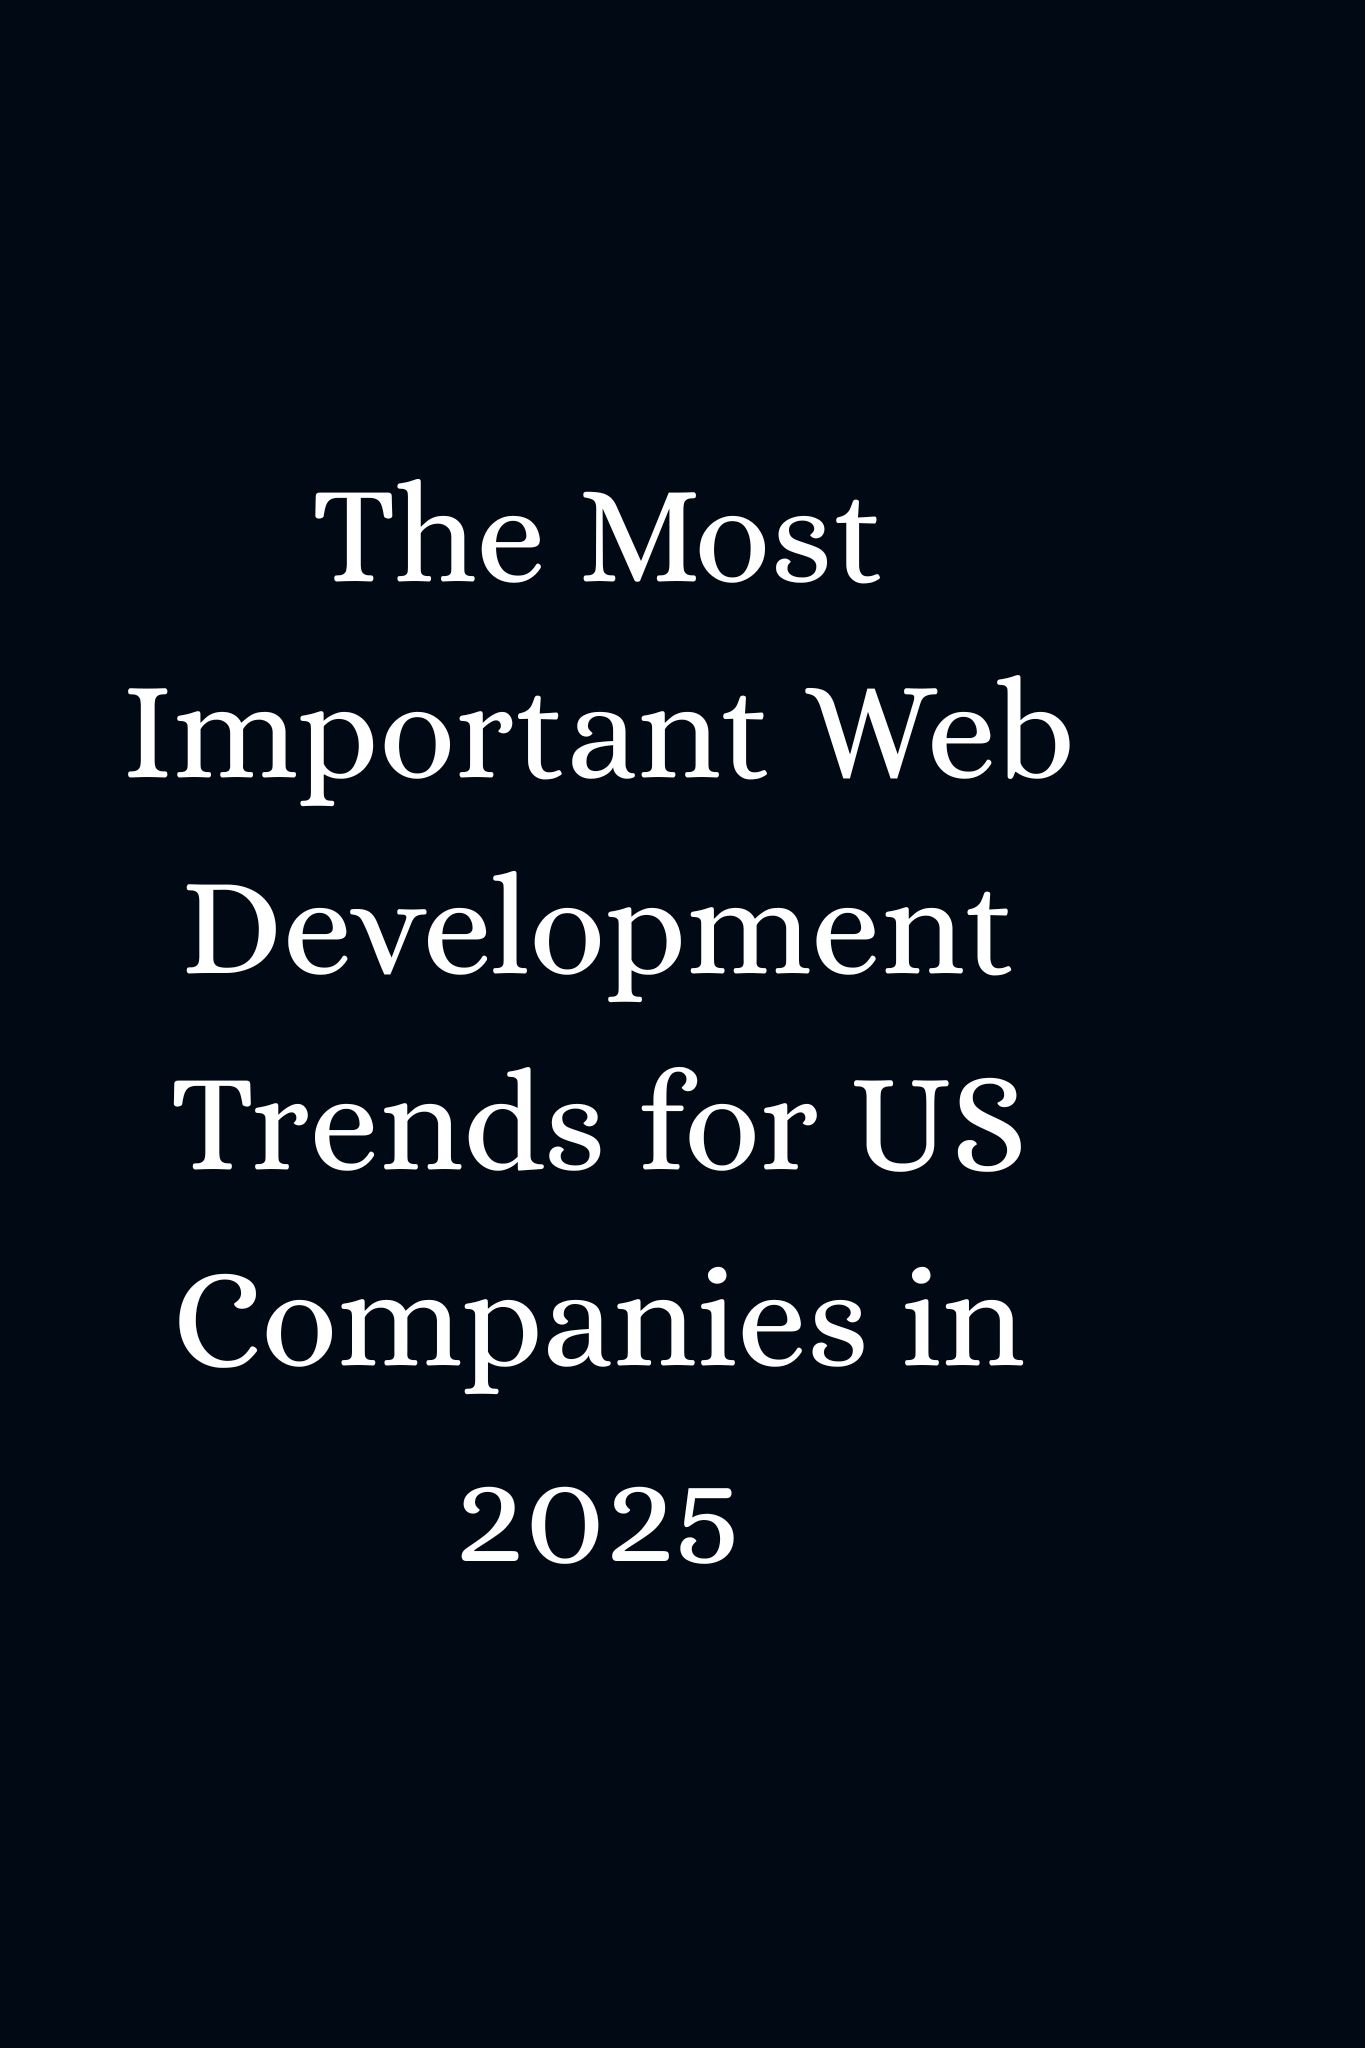 The Most
Important Web
Development
Trends for US
Companies in
2025